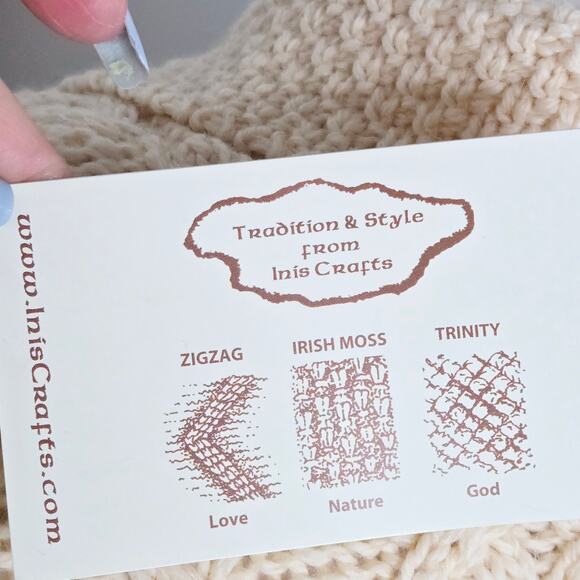 Tradition & Style
from
Inis Crafts
www.InisCrafts.com
ZIGZAG
IRISH MOSS
TRINITY
Love
Nature
God